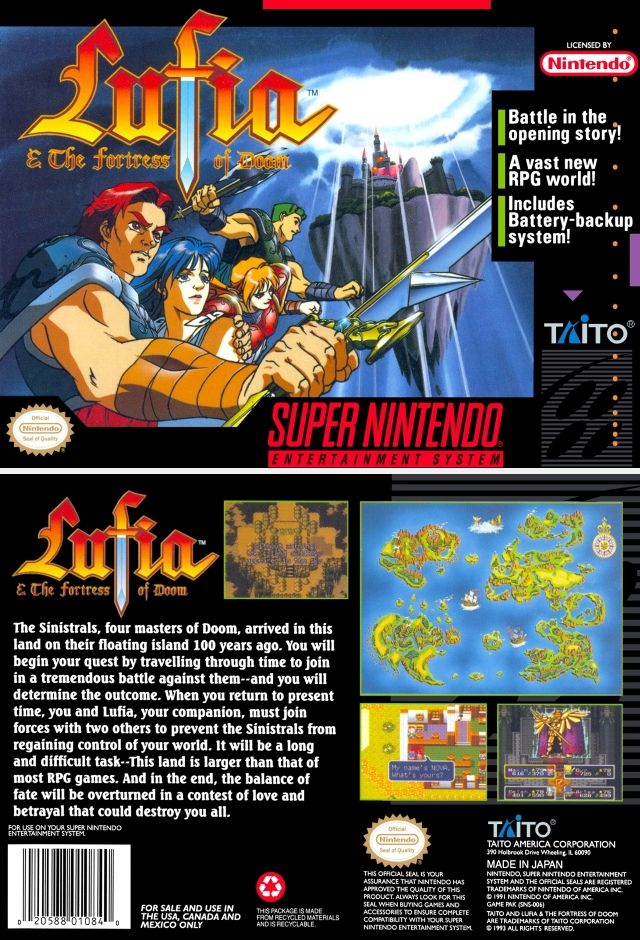 LICENSED BY
Nintendo®
Lufia™
& The Fortress of Doom
Battle in the
opening story!
A vast new
RPG world!
Includes
Battery-backup
system!
TAITO®
Official
Nintendo
Seal of Quality
SUPER NINTENDO®
ENTERTAINMENT SYSTEM
Lufia™
& The Fortress of Doom
The Sinistrals, four masters of Doom, arrived in this
land on their floating island 100 years ago. You will
begin your quest by travelling through time to join
in a tremendous battle against them--and you will
determine the outcome. When you return to present
time, you and Lufia, your companion, must join
forces with two others to prevent the Sinistrals from
regaining control of your world. It will be a long
and difficult task--This land is larger than that of
most RPG games. And in the end, the balance of
fate will be overturned in a contest of love and
betrayal that could destroy you all.
My name's NOVA.
What's yours?
FOR USE ON YOUR SUPER NINTENDO
ENTERTAINMENT SYSTEM.
0 20588 01084 0
FOR SALE AND USE IN
THE USA, CANADA AND
MEXICO ONLY
THIS PACKAGE IS MADE
FROM RECYCLED MATERIALS
AND IS RECYCLABLE.
Official
Nintendo
Seal of Quality
THIS OFFICIAL SEAL IS YOUR
ASSURANCE THAT NINTENDO HAS
APPROVED THE QUALITY OF THIS
PRODUCT. ALWAYS LOOK FOR THIS
SEAL WHEN BUYING GAMES AND
ACCESSORIES TO ENSURE COMPLETE
COMPATIBILITY WITH YOUR SUPER
NINTENDO ENTERTAINMENT SYSTEM.
TAITO®
TAITO AMERICA CORPORATION
390 Holbrook Drive Wheeling, IL 60090
MADE IN JAPAN
NINTENDO, SUPER NINTENDO ENTERTAINMENT
SYSTEM AND THE OFFICIAL SEALS ARE REGISTERED
TRADEMARKS OF NINTENDO OF AMERICA INC.
© 1991 NINTENDO OF AMERICA INC.
GAME PAK (SNS-006)
TAITO AND LUFIA & THE FORTRESS OF DOOM
ARE TRADEMARKS OF TAITO CORPORATION
© 1993 ALL RIGHTS RESERVED.